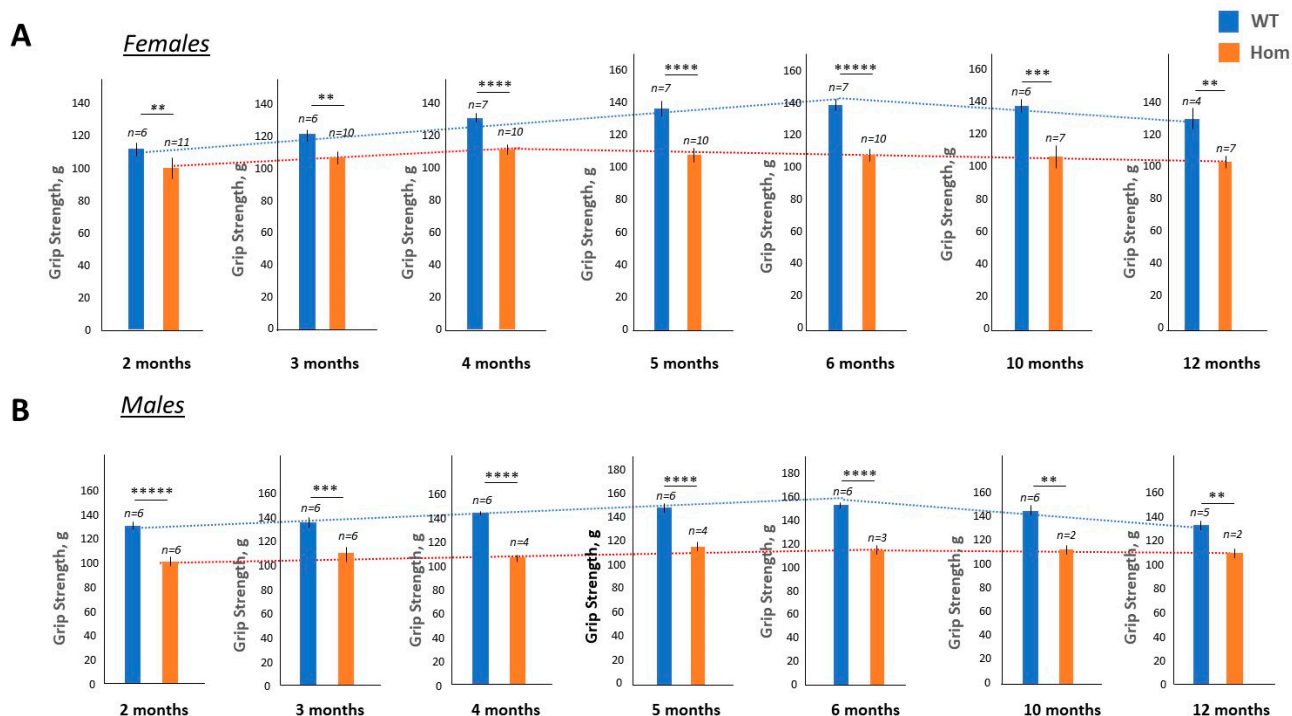 A
Females
WT
Hom
Grip Strength, g
140
120
100
80
60
40
20
0
**
n=6
n=11
2 months
Grip Strength, g
140
120
100
80
60
40
20
0
**
n=6
n=10
3 months
Grip Strength, g
140
120
100
80
60
40
20
0
****
n=7
n=10
4 months
Grip Strength, g
160
140
120
100
80
60
40
20
0
****
n=7
n=10
5 months
Grip Strength, g
160
140
120
100
80
60
40
20
0
*****
n=7
n=10
6 months
Grip Strength, g
160
140
120
100
80
60
40
20
0
***
n=6
n=7
10 months
Grip Strength, g
140
120
100
80
60
40
20
0
**
n=4
n=7
12 months
B
Males
Grip Strength, g
160
140
120
100
80
60
40
20
0
*****
n=6
n=6
2 months
Grip Strength, g
160
140
120
100
80
60
40
20
0
***
n=6
n=6
3 months
Grip Strength, g
160
140
120
100
80
60
40
20
0
****
n=6
n=4
4 months
Grip Strength, g
180
160
140
120
100
80
60
40
20
0
****
n=6
n=4
5 months
Grip Strength, g
180
160
140
120
100
80
60
40
20
0
****
n=6
n=3
6 months
Grip Strength, g
160
140
120
100
80
60
40
20
0
**
n=6
n=2
10 months
Grip Strength, g
160
140
120
100
80
60
40
20
0
**
n=5
n=2
12 months